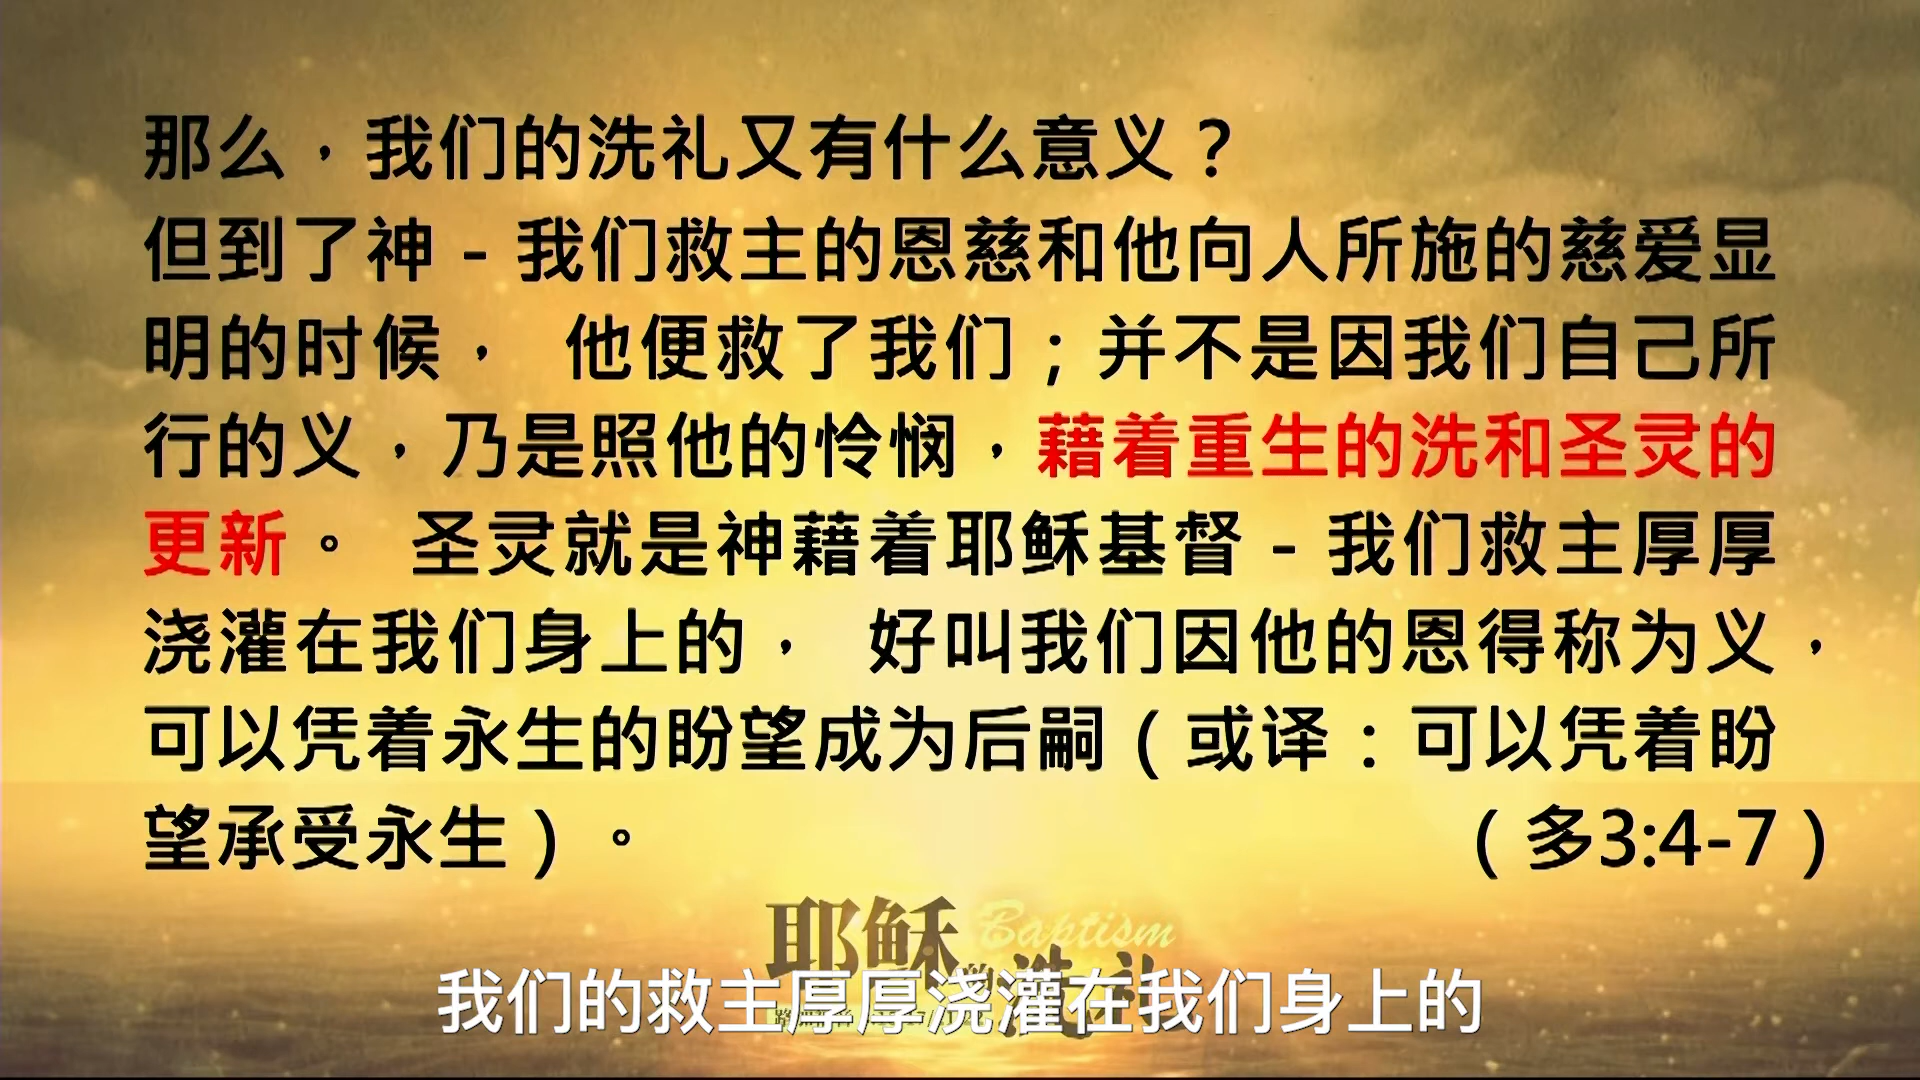 那么，我们的洗礼又有什么意义？
但到了神－我们救主的恩慈和他向人所施的慈爱显
明的时候， 他便救了我们；并不是因我们自己所
行的义，乃是照他的怜悯，藉着重生的洗和圣灵的
更新。 圣灵就是神藉着耶稣基督－我们救主厚厚
浇灌在我们身上的， 好叫我们因他的恩得称为义，
可以凭着永生的盼望成为后嗣（或译：可以凭着盼
望承受永生）。 （多3:4-7）
耶稣 Baptism
洗礼
我们的救主厚厚浇灌在我们身上的